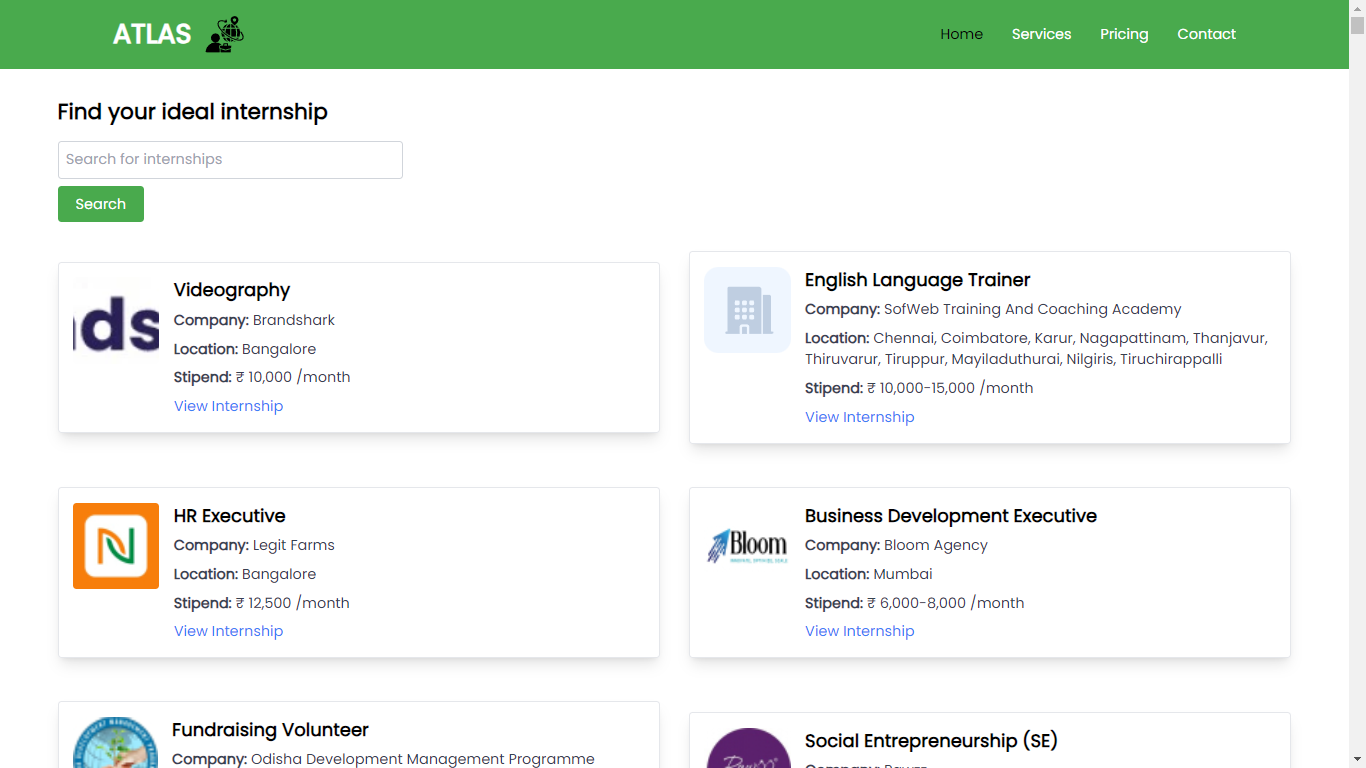 ATLAS
Home Services Pricing Contact
Find your ideal internship
Search for internships
Search
ds
Videography
Company: Brandshark
Location: Bangalore
Stipend: ₹ 10,000 /month
View Internship
English Language Trainer
Company: SofWeb Training And Coaching Academy
Location: Chennai, Coimbatore, Karur, Nagapattinam, Thanjavur,
Thiruvarur, Tiruppur, Mayiladuthurai, Nilgiris, Tiruchirappalli
Stipend: ₹ 10,000-15,000 /month
View Internship
HR Executive
Company: Legit Farms
Location: Bangalore
Stipend: ₹ 12,500 /month
View Internship
Bloom
Business Development Executive
Company: Bloom Agency
Location: Mumbai
Stipend: ₹ 6,000-8,000 /month
View Internship
Fundraising Volunteer
Company: Odisha Development Management Programme
Social Entrepreneurship (SE)